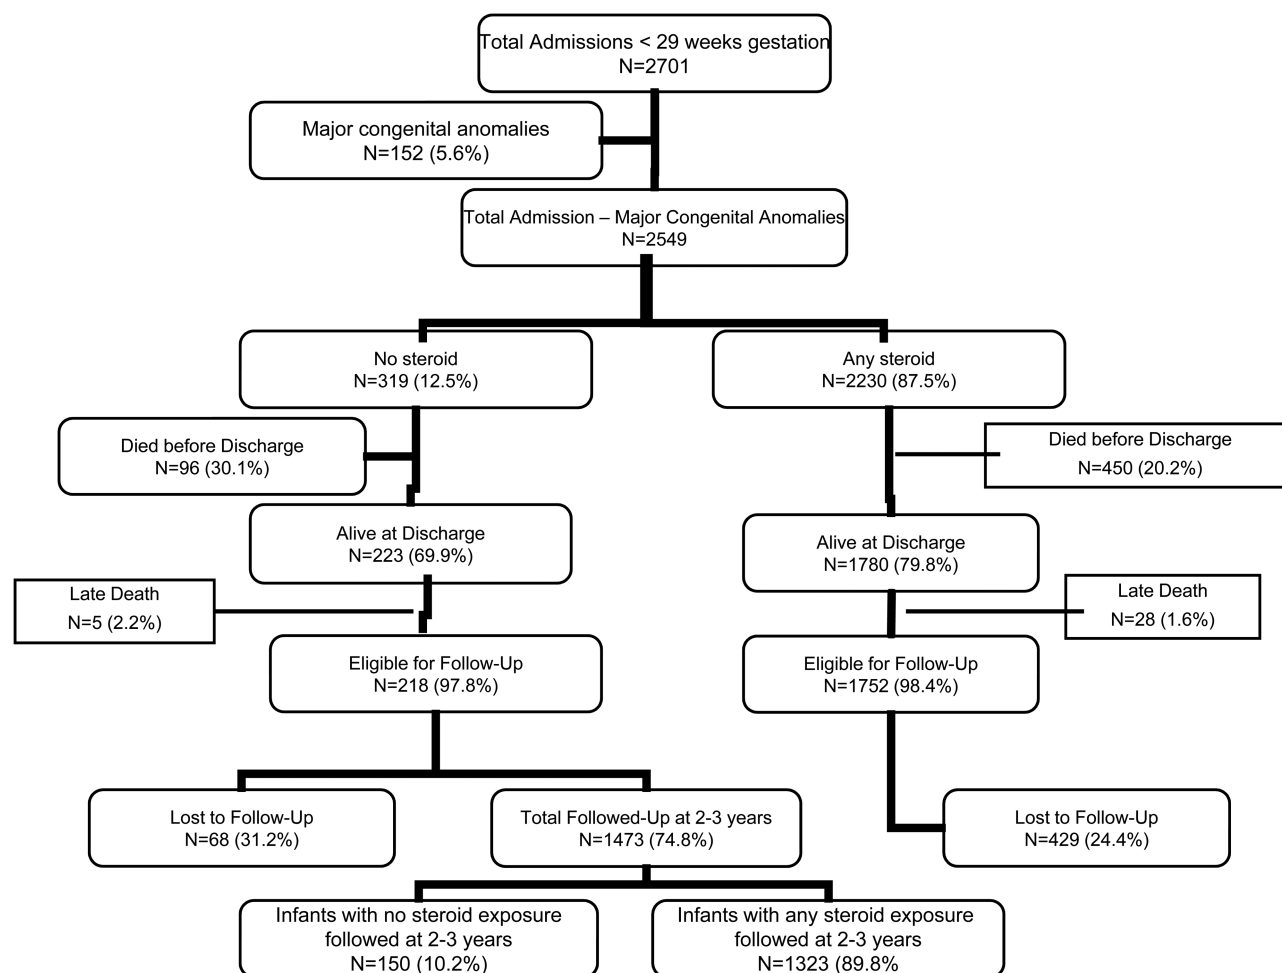 Total Admissions < 29 weeks gestation
N=2701
Major congenital anomalies
N=152 (5.6%)
Total Admission – Major Congenital Anomalies
N=2549
No steroid
N=319 (12.5%)
Any steroid
N=2230 (87.5%)
Died before Discharge
N=96 (30.1%)
Died before Discharge
N=450 (20.2%)
Alive at Discharge
N=223 (69.9%)
Alive at Discharge
N=1780 (79.8%)
Late Death
N=5 (2.2%)
Late Death
N=28 (1.6%)
Eligible for Follow-Up
N=218 (97.8%)
Eligible for Follow-Up
N=1752 (98.4%)
Lost to Follow-Up
N=68 (31.2%)
Total Followed-Up at 2-3 years
N=1473 (74.8%)
Lost to Follow-Up
N=429 (24.4%)
Infants with no steroid exposure
followed at 2-3 years
N=150 (10.2%)
Infants with any steroid exposure
followed at 2-3 years
N=1323 (89.8%